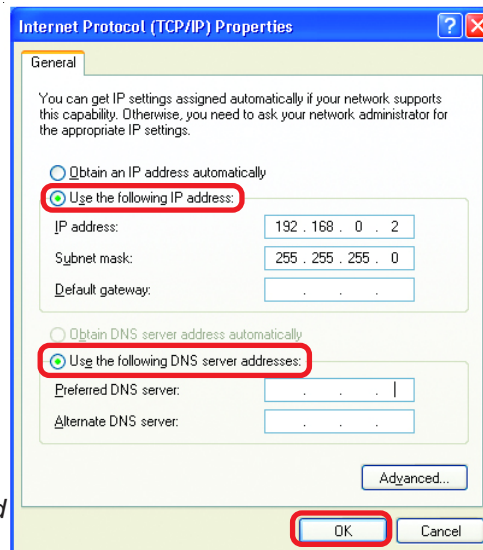 Internet Protocol (TCP/IP) Properties
General
You can get IP settings assigned automatically if your network supports
this capability. Otherwise, you need to ask your network administrator for
the appropriate IP settings.
Obtain an IP address automatically
Use the following IP address:
IP address: 192 . 168 . 0 . 2
Subnet mask: 255 . 255 . 255 . 0
Default gateway: . . .
Obtain DNS server address automatically
Use the following DNS server addresses:
Preferred DNS server: . . .
Alternate DNS server: . . .
Advanced...
OK Cancel